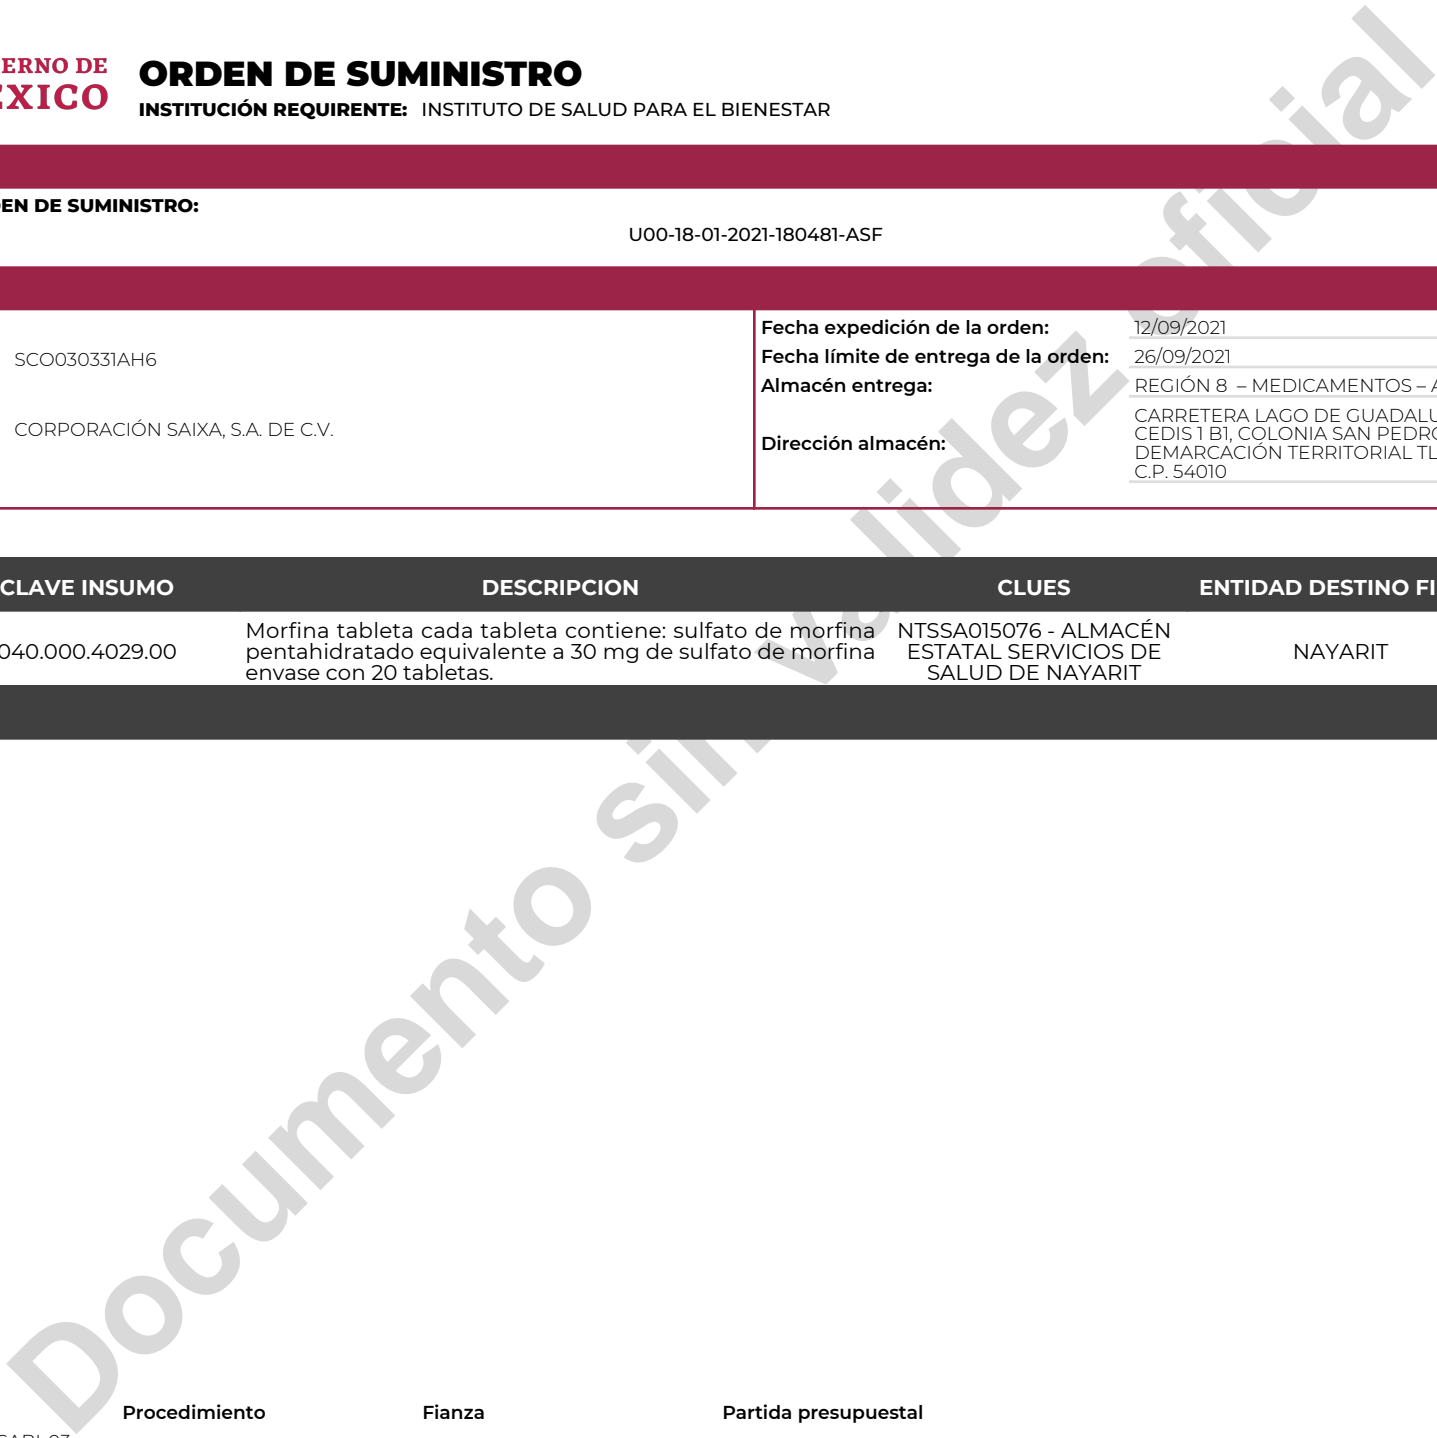 ERNO DE
ÉXICO
ORDEN DE SUMINISTRO
INSTITUCIÓN REQUIRENTE: INSTITUTO DE SALUD PARA EL BIENESTAR
EN DE SUMINISTRO:
U00-18-01-2021-180481-ASF
SCO030331AH6
CORPORACIÓN SAIXA, S.A. DE C.V.
Fecha expedición de la orden: 12/09/2021
Fecha límite de entrega de la orden: 26/09/2021
Almacén entrega: REGIÓN 8 – MEDICAMENTOS – A
Dirección almacén:
CARRETERA LAGO DE GUADALU
CEDIS 1 B1, COLONIA SAN PEDRO
DEMARCACIÓN TERRITORIAL TL
C.P. 54010
CLAVE INSUMO DESCRIPCION CLUES ENTIDAD DESTINO FI
040.000.4029.00
Morfina tableta cada tableta contiene: sulfato de morfina
pentahidratado equivalente a 30 mg de sulfato de morfina
envase con 20 tabletas.
NTSSA015076 - ALMACÉN
ESTATAL SERVICIOS DE
SALUD DE NAYARIT
NAYARIT
Documento sin validez oficial
Procedimiento Fianza Partida presupuestal